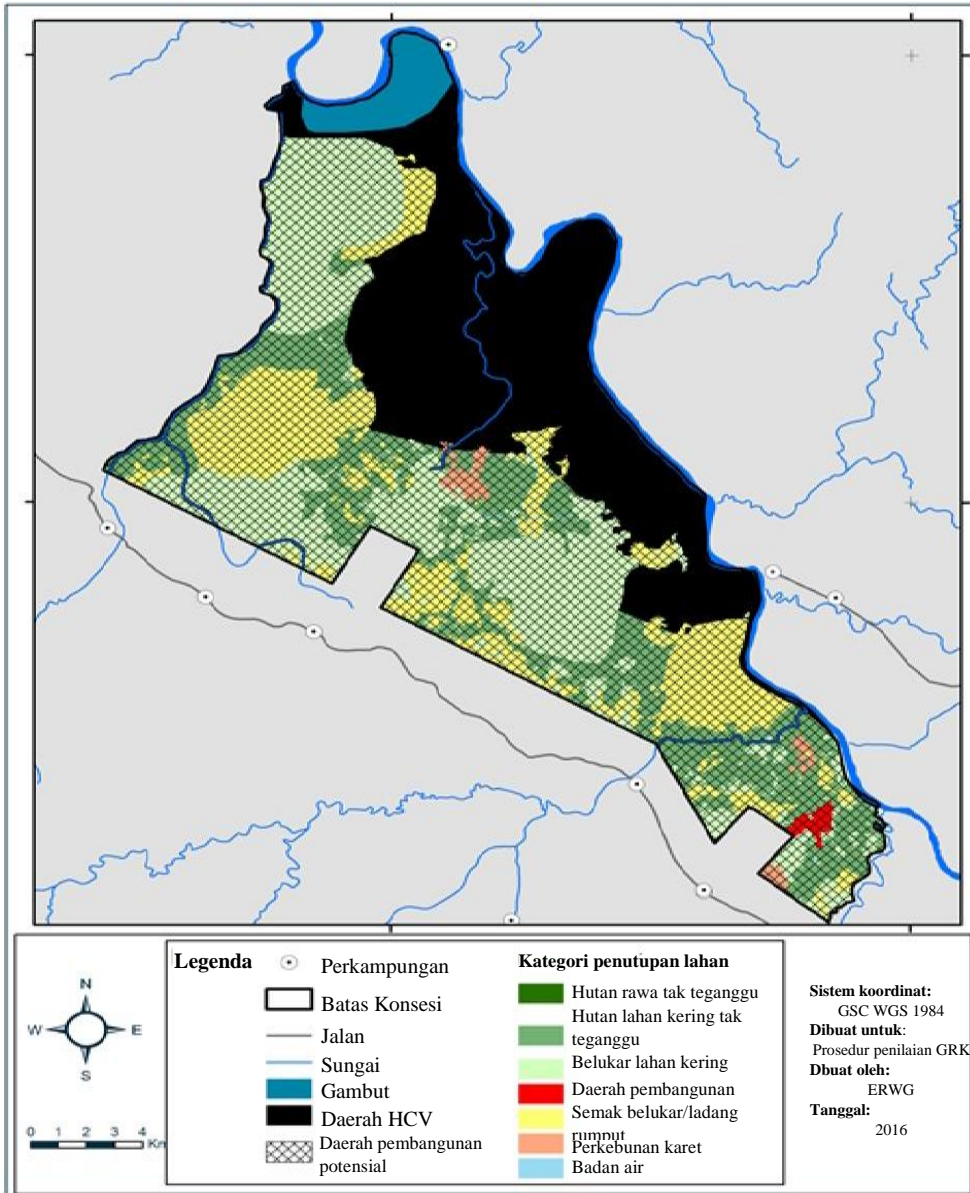 N
W
E
S
0 1 2 3 4
Km
Legenda
Perkampungan
Batas Konsesi
Jalan
Sungai
Gambut
Daerah HCV
Daerah pembangunan
potensial
Kategori penutupan lahan
Hutan rawa tak teganggu
Hutan lahan kering tak
teganggu
Belukar lahan kering
Daerah pembangunan
Semak belukar/ladang
rumput
Perkebunan karet
Badan air
Sistem koordinat:
GSC WGS 1984
Dibuat untuk:
Prosedur penilaian GRK
Dbuat oleh:
ERWG
Tanggal:
2016